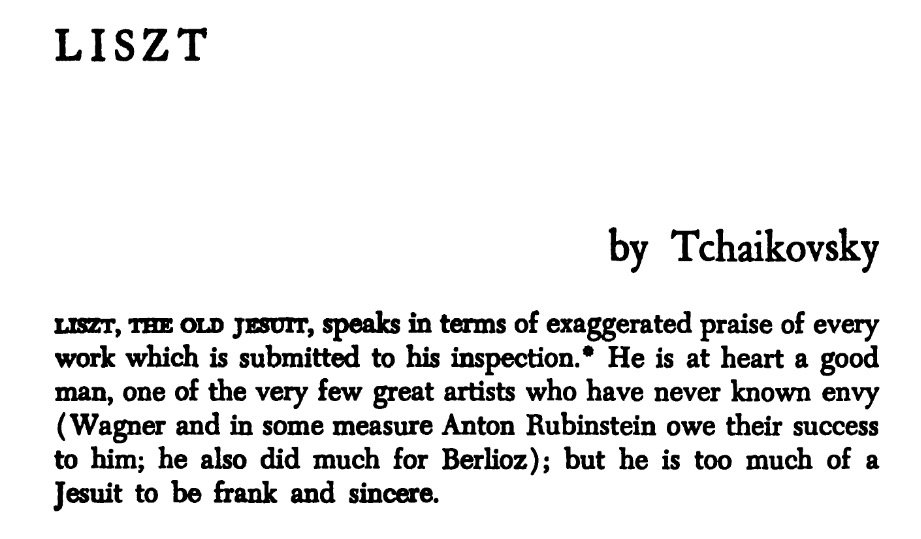 LISZT
by Tchaikovsky
LISZT, THE OLD JESUIT, speaks in terms of exaggerated praise of every
work which is submitted to his inspection.* He is at heart a good
man, one of the very few great artists who have never known envy
(Wagner and in some measure Anton Rubinstein owe their success
to him; he also did much for Berlioz); but he is too much of a
Jesuit to be frank and sincere.